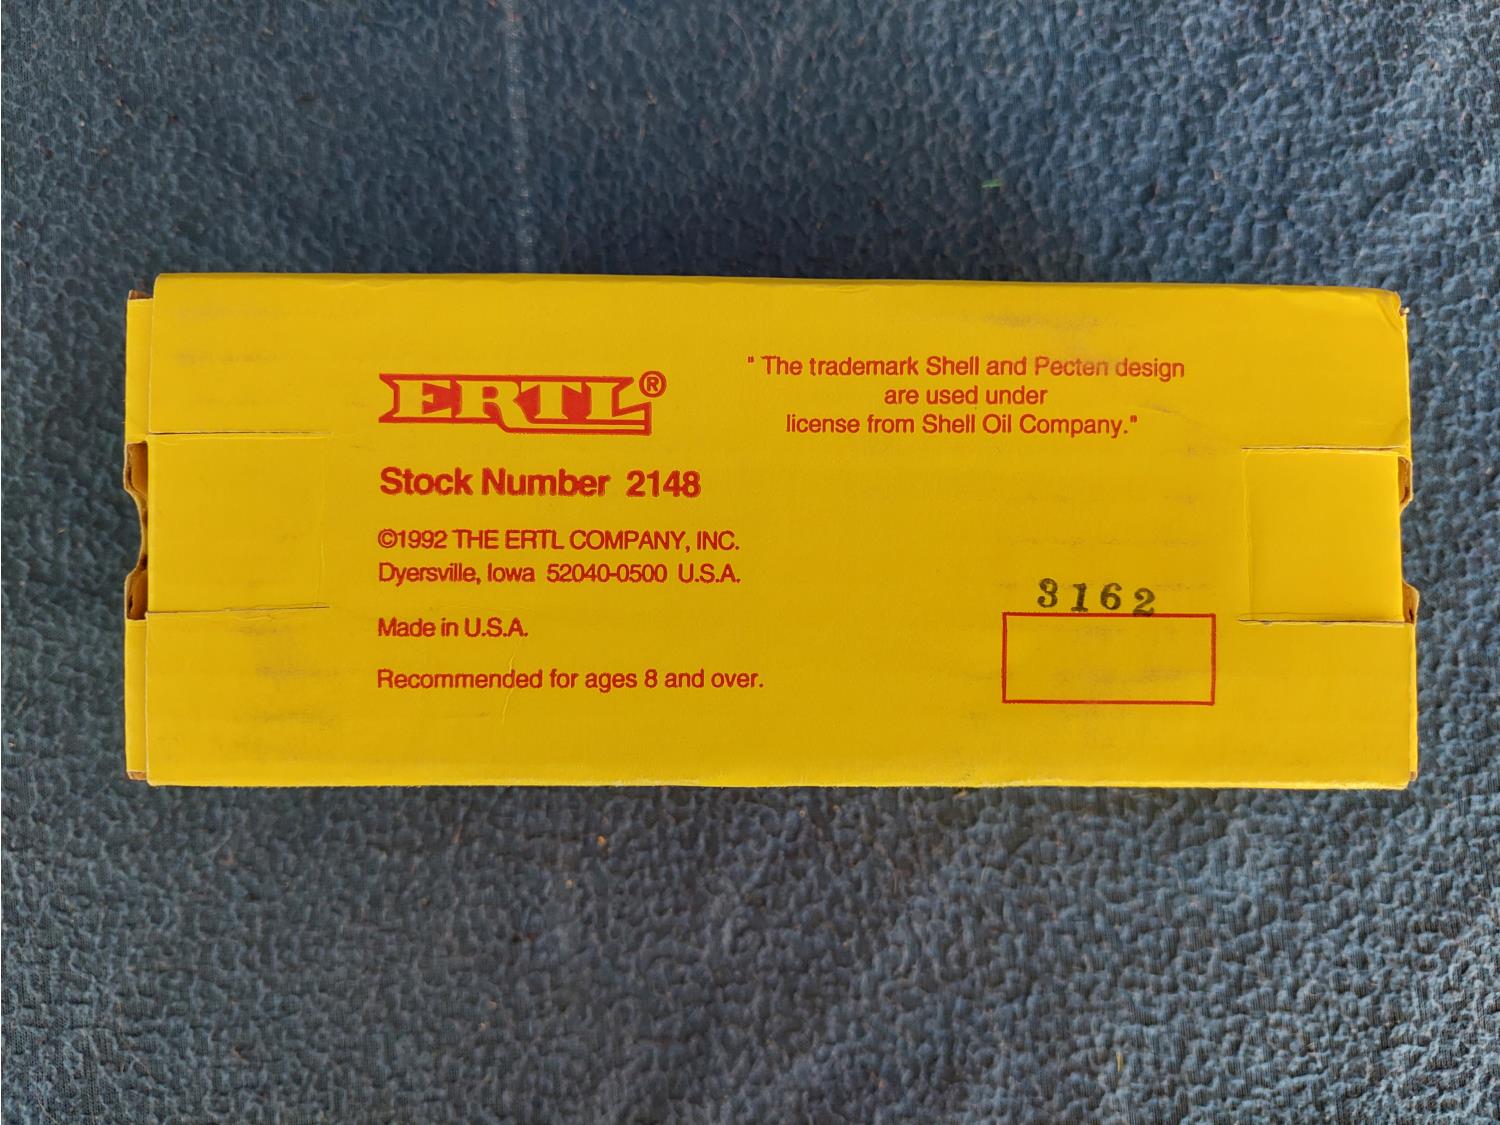 ERTL®
" The trademark Shell and Pecten design
are used under
license from Shell Oil Company."
Stock Number 2148
©1992 THE ERTL COMPANY, INC.
Dyersville, Iowa 52040-0500 U.S.A.
Made in U.S.A.
Recommended for ages 8 and over.
3162